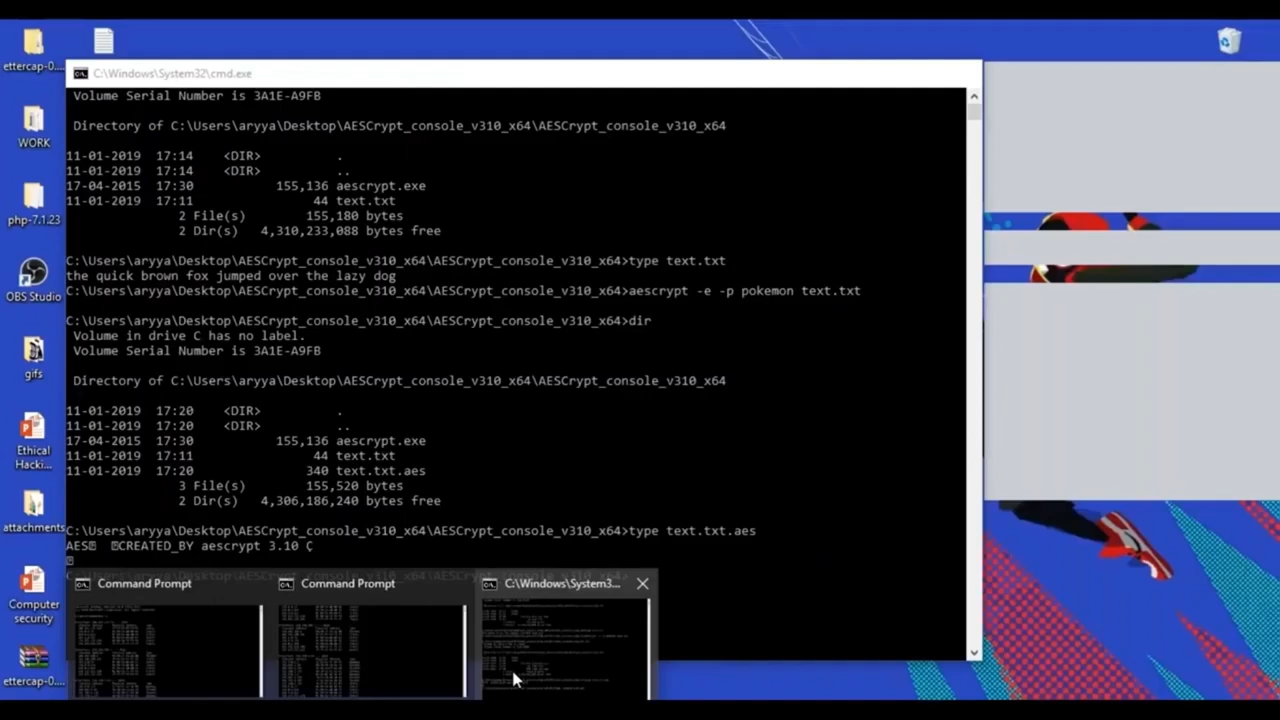 ettercap-0....
WORK
php-7.1.23
OBS Studio
gifs
Ethical
Hacki...
attachments
Computer
security
ettercap-0....
C:\Windows\System32\cmd.exe
Volume Serial Number is 3A1E-A9FB
Directory of C:\Users\aryya\Desktop\AESCrypt_console_v310_x64\AESCrypt_console_v310_x64
11-01-2019  17:14    <DIR>          .
11-01-2019  17:14    <DIR>          ..
17-04-2015  17:30           155,136 aescrypt.exe
11-01-2019  17:11                44 text.txt
2 File(s)        155,180 bytes
2 Dir(s)   4,310,233,088 bytes free
C:\Users\aryya\Desktop\AESCrypt_console_v310_x64\AESCrypt_console_v310_x64>type text.txt
the quick brown fox jumped over the lazy dog
C:\Users\aryya\Desktop\AESCrypt_console_v310_x64\AESCrypt_console_v310_x64>aescrypt -e -p pokemon text.txt
C:\Users\aryya\Desktop\AESCrypt_console_v310_x64\AESCrypt_console_v310_x64>dir
Volume in drive C has no label.
Volume Serial Number is 3A1E-A9FB
Directory of C:\Users\aryya\Desktop\AESCrypt_console_v310_x64\AESCrypt_console_v310_x64
11-01-2019  17:20    <DIR>          .
11-01-2019  17:20    <DIR>          ..
17-04-2015  17:30           155,136 aescrypt.exe
11-01-2019  17:11                44 text.txt
11-01-2019  17:20               340 text.txt.aes
3 File(s)        155,520 bytes
2 Dir(s)   4,306,186,240 bytes free
C:\Users\aryya\Desktop\AESCrypt_console_v310_x64\AESCrypt_console_v310_x64>type text.txt.aes
AES CREATED_BY aescrypt 3.10 Ç
Command Prompt
Command Prompt
C:\Windows\System3...